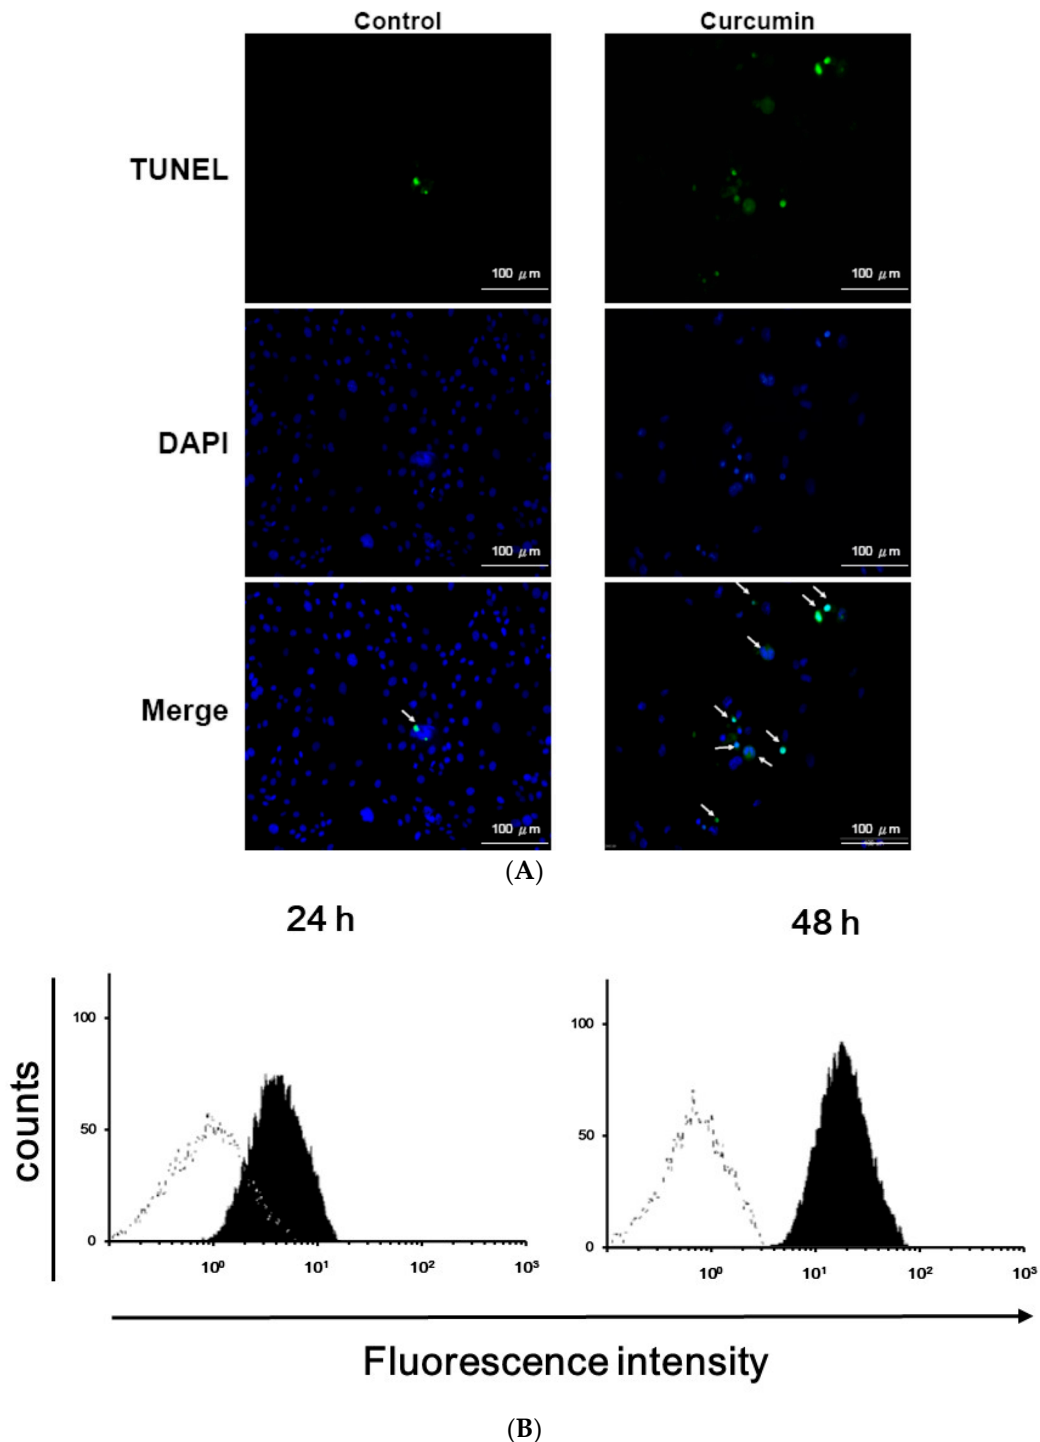 Control Curcumin
TUNEL
100 μm 100 μm
DAPI
100 μm 100 μm
Merge
100 μm 100 μm
(A)
24 h 48 h
counts
100
50
0
10⁰ 10¹ 10² 10³
100
50
0
10⁰ 10¹ 10² 10³
Fluorescence intensity
(B)